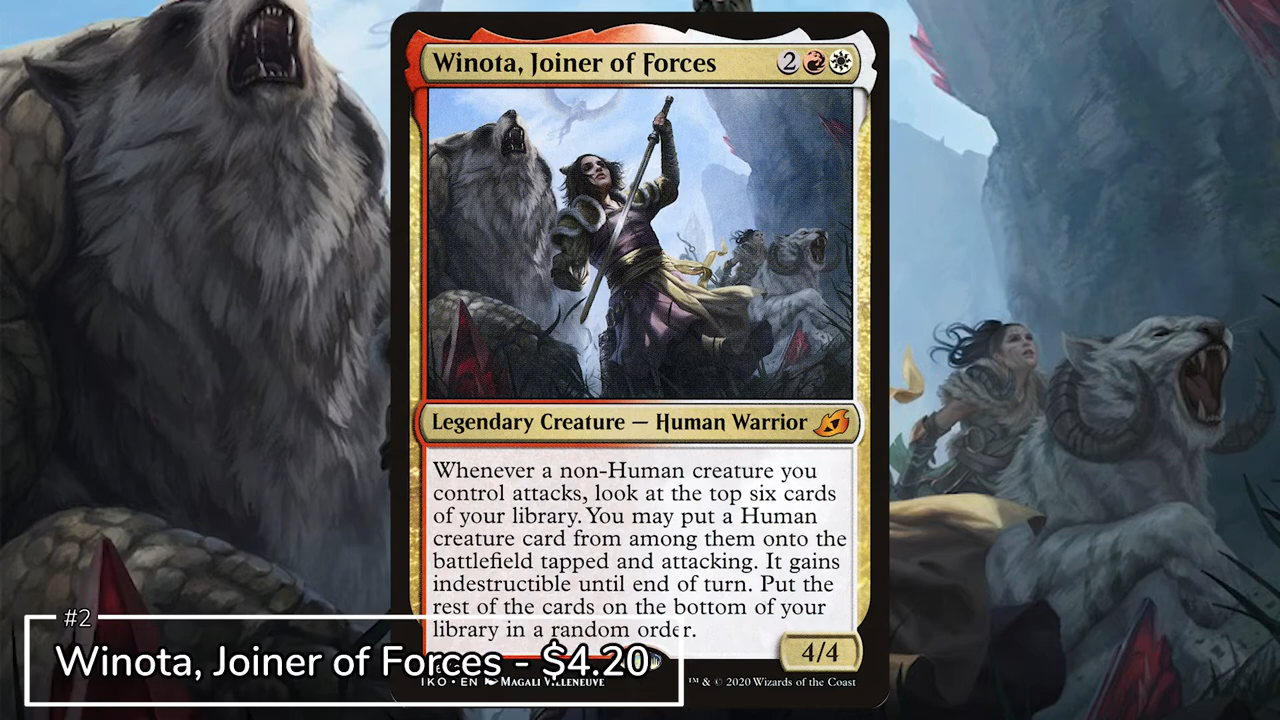 Winota, Joiner of Forces 2
Legendary Creature — Human Warrior
Whenever a non-Human creature you
control attacks, look at the top six cards
of your library. You may put a Human
creature card from among them onto the
battlefield tapped and attacking. It gains
indestructible until end of turn. Put the
rest of the cards on the bottom of your
library in a random order.
4/4
IKO • EN MAGALI VILLENEUVE
™ & © 2020 Wizards of the Coast
#2
Winota, Joiner of Forces - $4.20